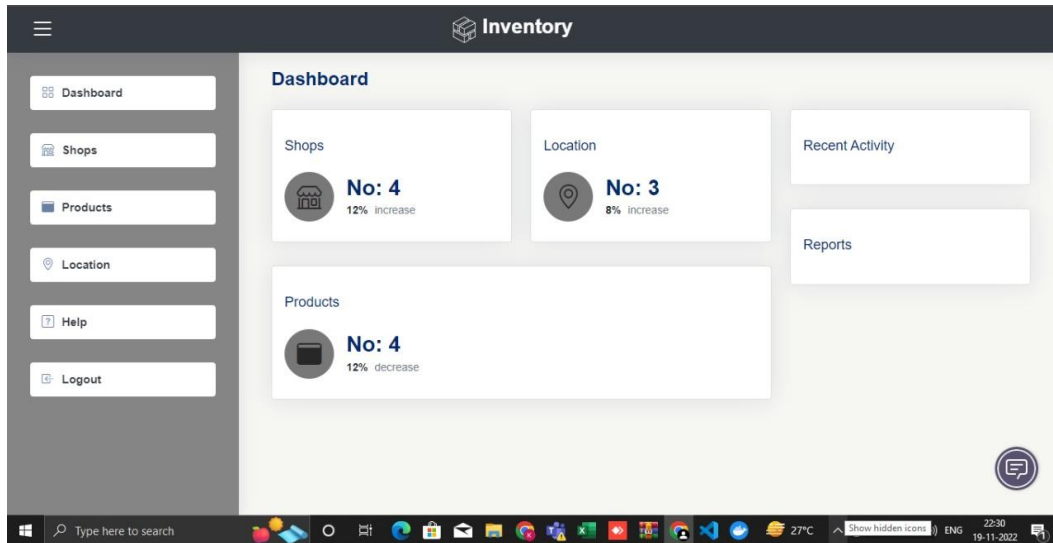 Inventory
Dashboard
Shops
Products
Location
Help
Logout
Dashboard
Shops
No: 4
12% increase
Location
No: 3
8% increase
Recent Activity
Reports
Products
No: 4
12% decrease
Type here to search
27°C
Show hidden icons
ENG
22:30
19-11-2022